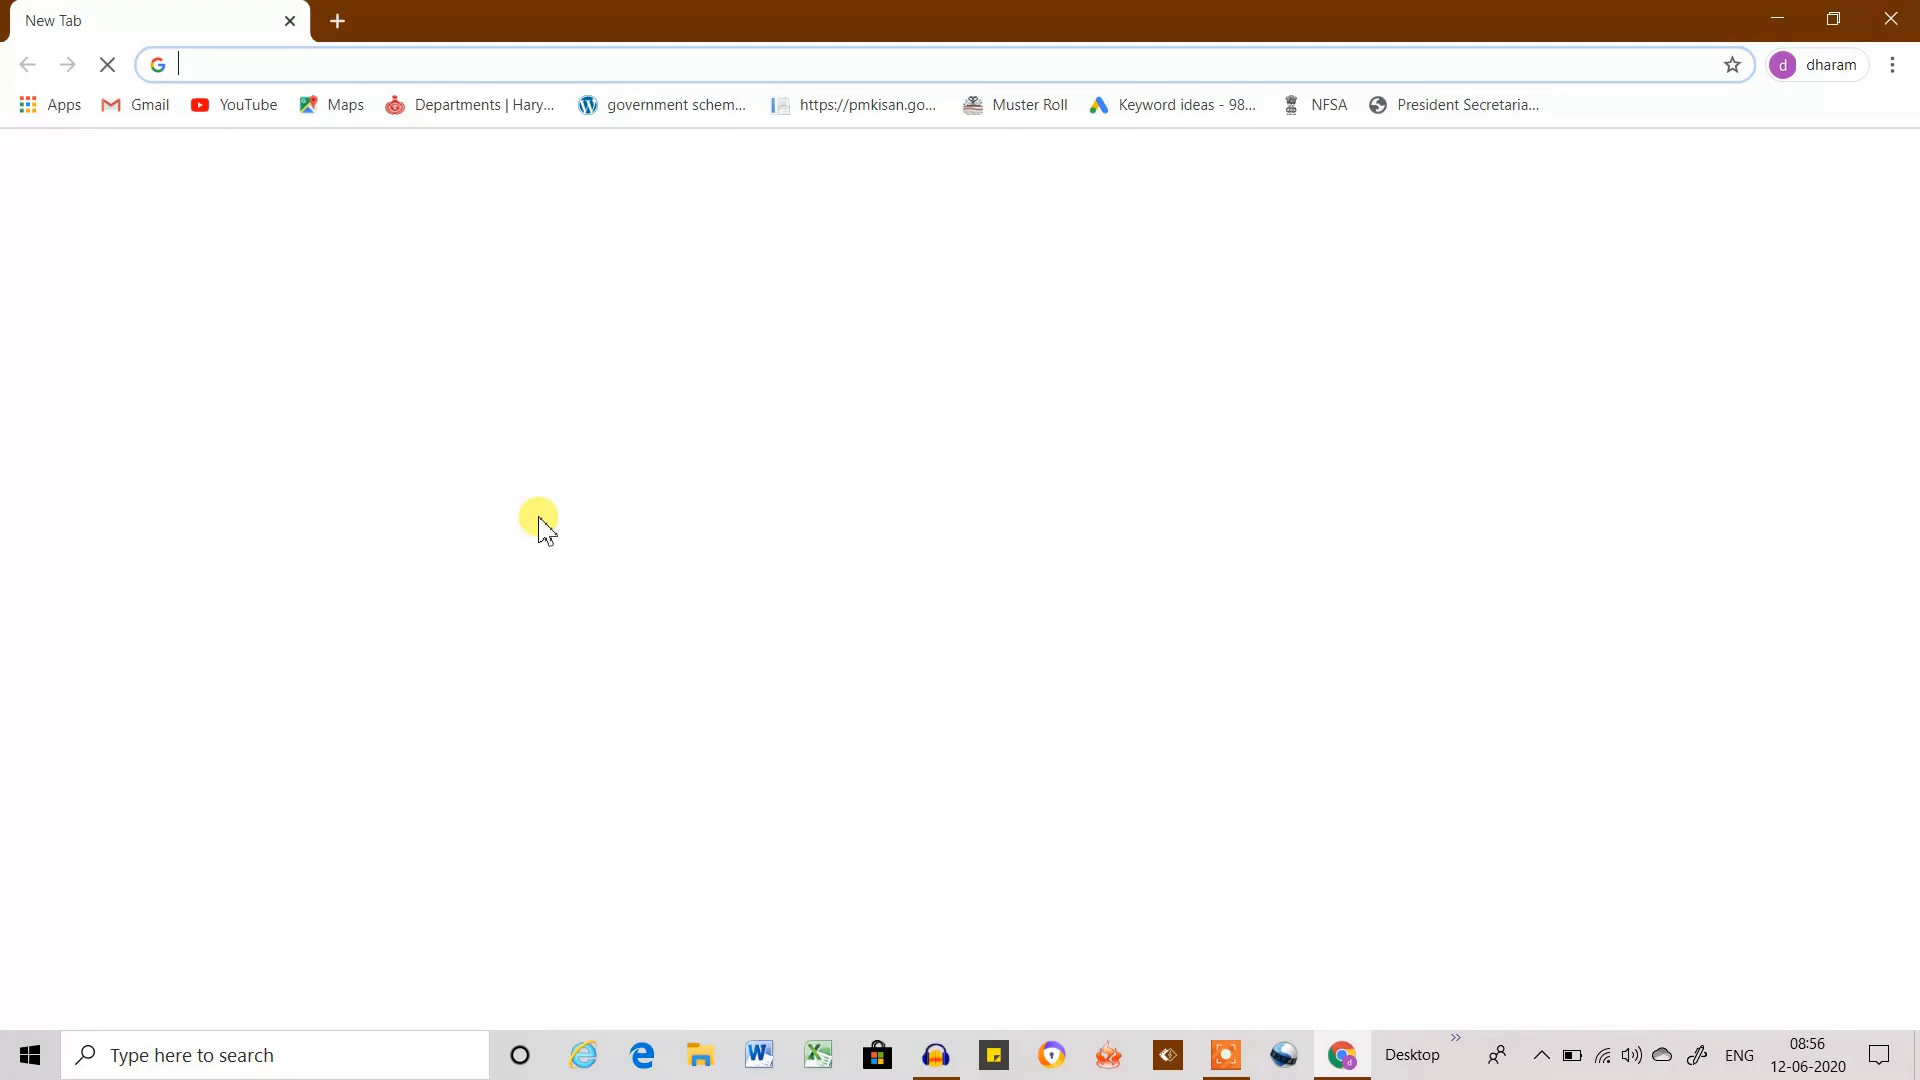 New Tab
dharam
Apps Gmail YouTube Maps Departments | Hary... government schem... https://pmkisan.go... Muster Roll Keyword ideas - 98... NFSA President Secretaria...
Type here to search
Desktop
ENG
08:56
12-06-2020